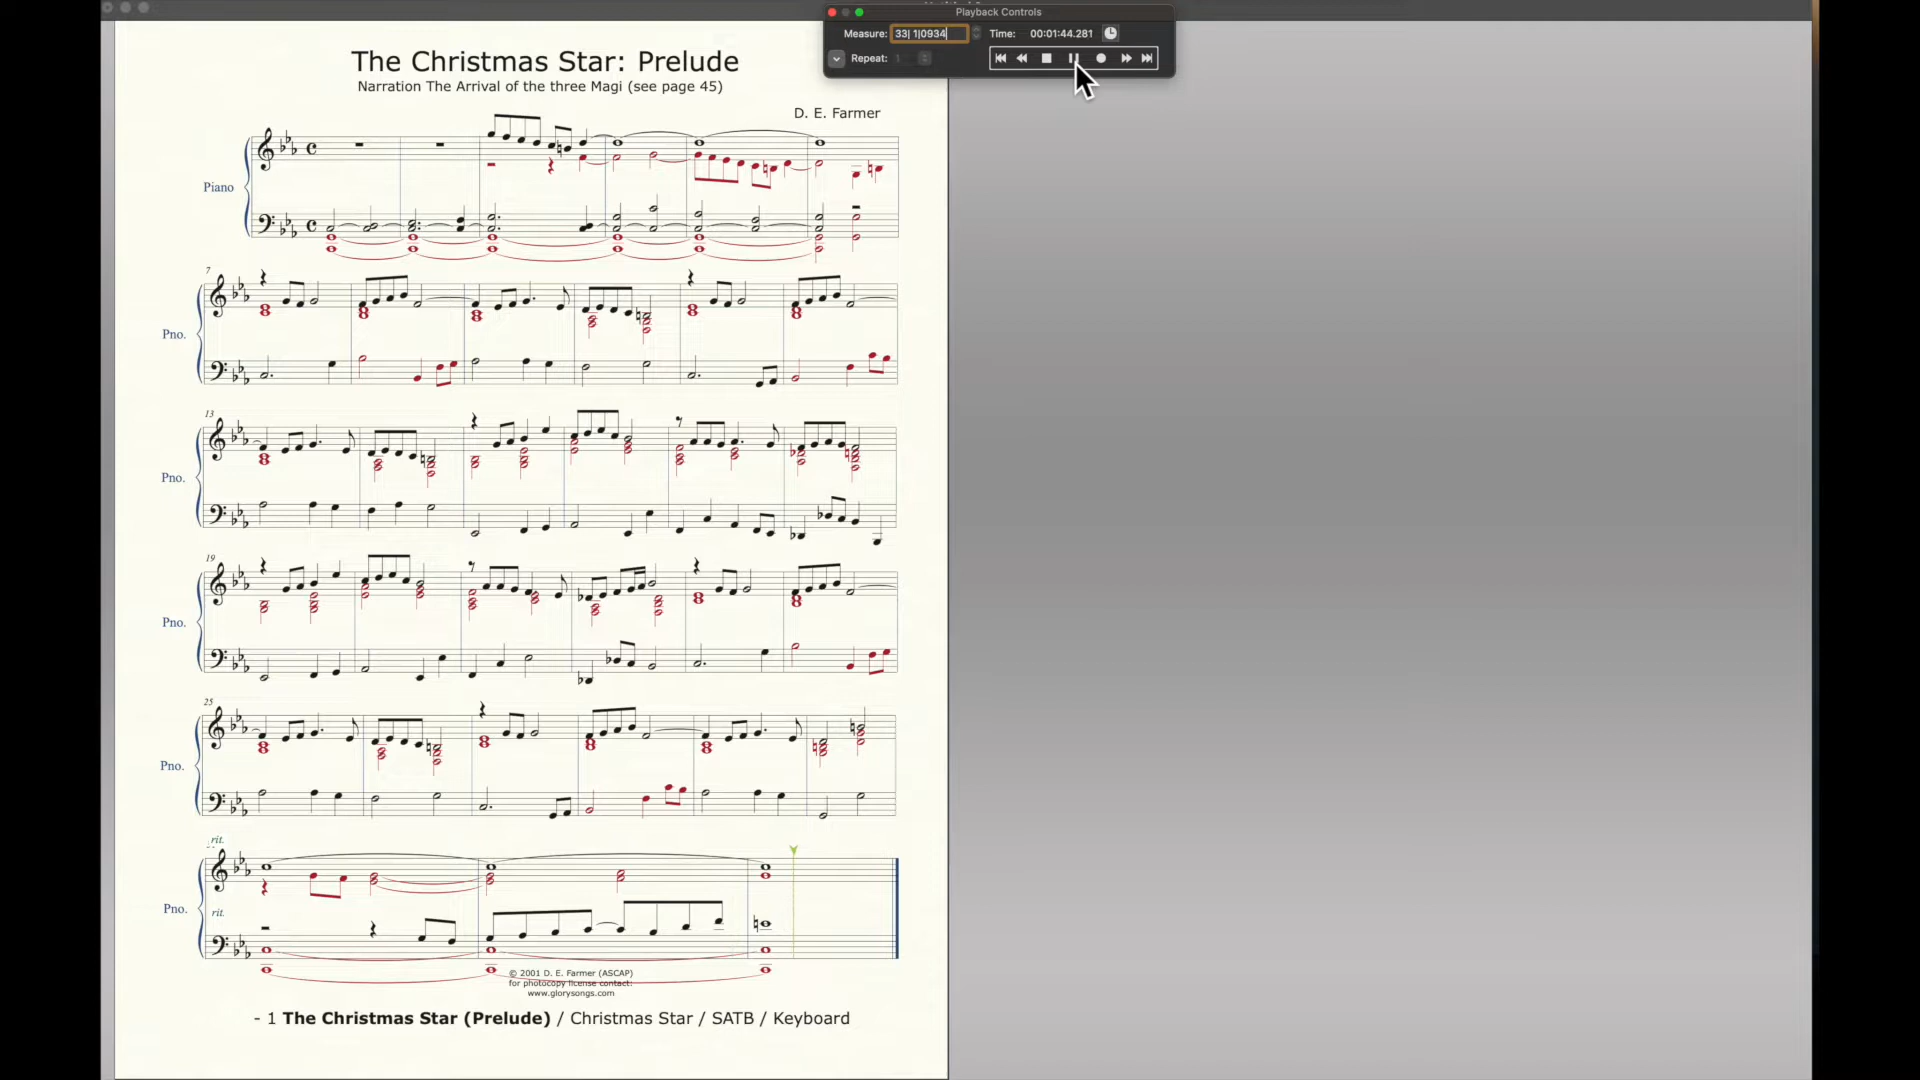 Playback Controls
Measure: 33| 1|0934
Time: 00:01:44.281
Repeat: 1
The Christmas Star: Prelude
Narration The Arrival of the three Magi (see page 45)
D. E. Farmer
Piano
7
Pno.
13
Pno.
19
Pno.
25
Pno.
rit.
Pno.
rit.
© 2001 D. E. Farmer (ASCAP)
for photocopy license contact:
www.glorysongs.com
- 1 The Christmas Star (Prelude) / Christmas Star / SATB / Keyboard